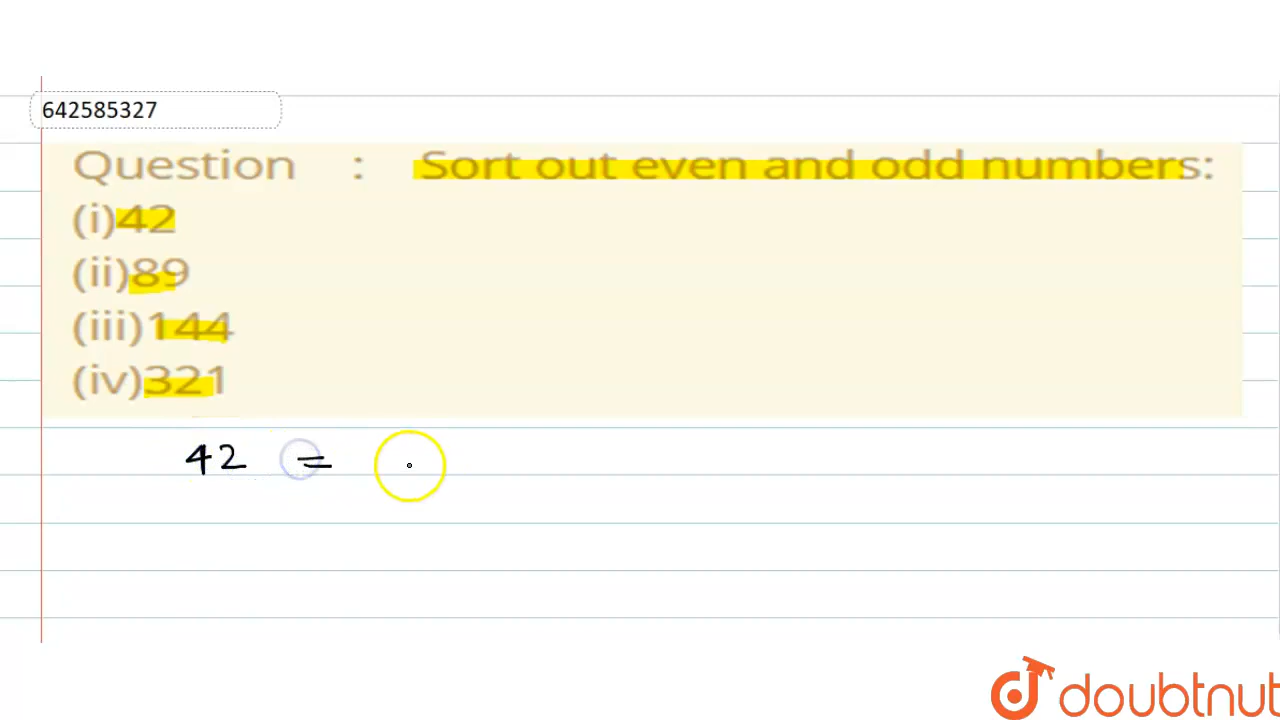 642585327
Question : Sort out even and odd numbers:
(i)42
(ii)89
(iii)144
(iv)321
42 =
doubtnut